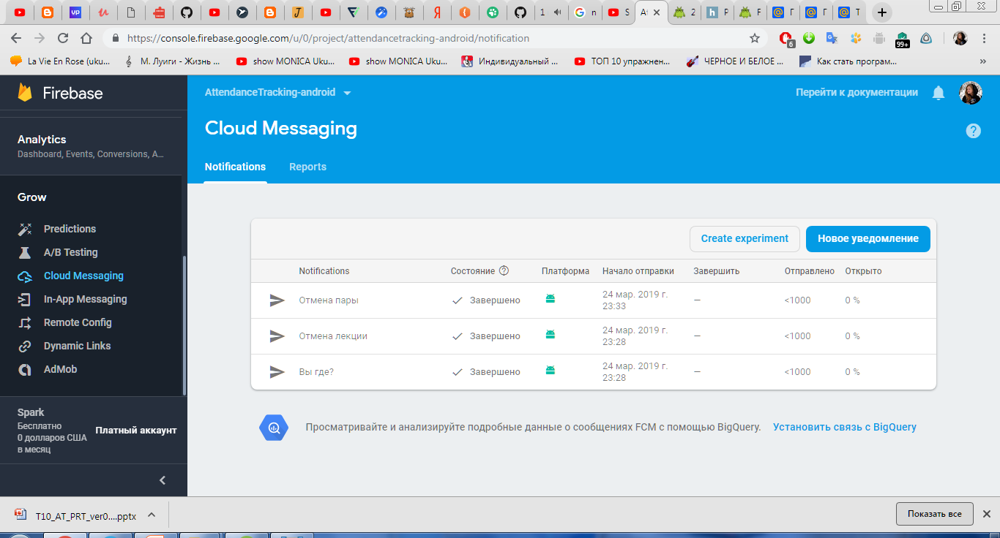 1
n
S
At
2
P
F
Г
Г
Т
https://console.firebase.google.com/u/0/project/attendancetracking-android/notification
6
99+
La Vie En Rose (uku...
М. Луиги - Жизнь ...
show MONICA Uku...
show MONICA Uku...
Индивидуальный ...
ТОП 10 упражнен...
ЧЕРНОЕ И БЕЛОЕ ...
Как стать програм...
»
Firebase
AttendanceTracking-android
Перейти к документации
Cloud Messaging
?
Notifications
Reports
Analytics
Dashboard, Events, Conversions, A...
Grow
Predictions
A/B Testing
Cloud Messaging
In-App Messaging
Remote Config
Dynamic Links
AdMob
Spark
Бесплатно
0 долларов США
в месяц
Платный аккаунт
Create experiment
Новое уведомление
Notifications Состояние ? Платформа Начало отправки Завершить Отправлено Открыто
Отмена пары Завершено 24 мар. 2019 г. — <1000 0 %
23:33
Отмена лекции Завершено 24 мар. 2019 г. — <1000 0 %
23:28
Вы где? Завершено 24 мар. 2019 г. — <1000 0 %
23:28
Просматривайте и анализируйте подробные данные о сообщениях FCM с помощью BigQuery. Установить связь с BigQuery
T10_AT_PRT_ver0....pptx
Показать все